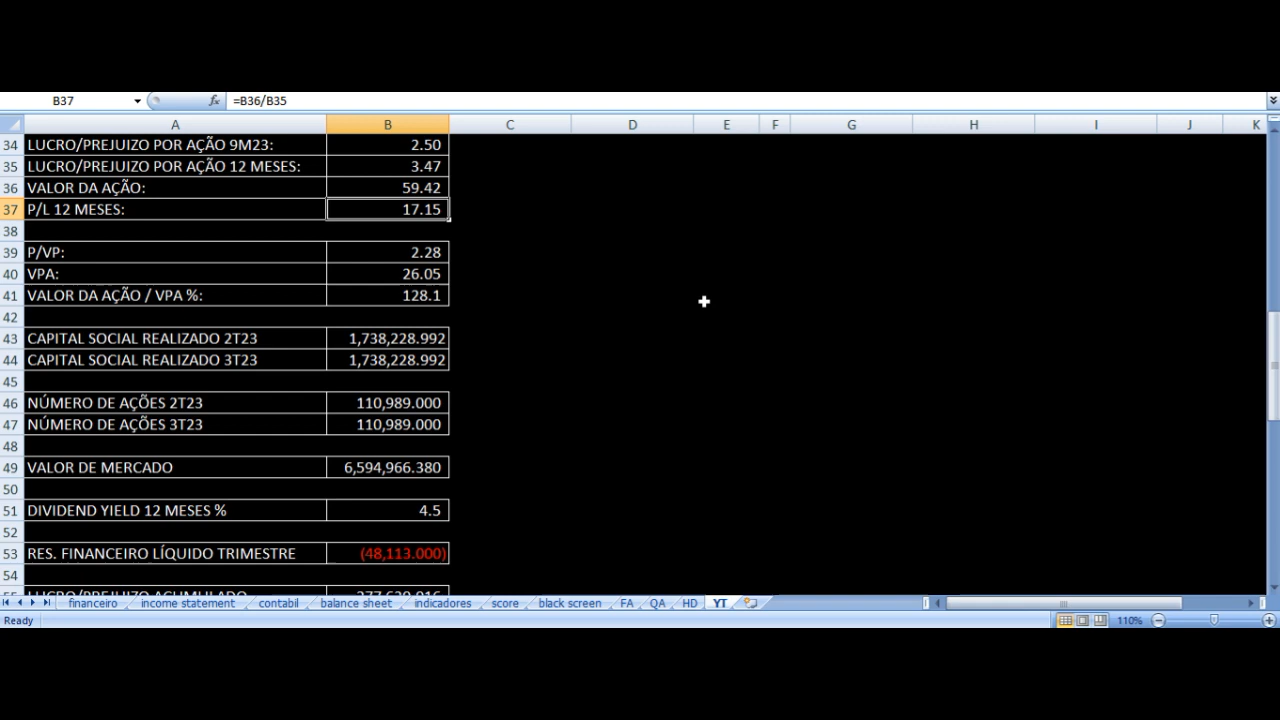 B37 fx =B36/B35
A B C D E F G H I J K
34 LUCRO/PREJUIZO POR AÇÃO 9M23: 2.50
35 LUCRO/PREJUIZO POR AÇÃO 12 MESES: 3.47
36 VALOR DA AÇÃO: 59.42
37 P/L 12 MESES: 17.15
38
39 P/VP: 2.28
40 VPA: 26.05
41 VALOR DA AÇÃO / VPA %: 128.1
42
43 CAPITAL SOCIAL REALIZADO 2T23 1,738,228.992
44 CAPITAL SOCIAL REALIZADO 3T23 1,738,228.992
45
46 NÚMERO DE AÇÕES 2T23 110,989.000
47 NÚMERO DE AÇÕES 3T23 110,989.000
48
49 VALOR DE MERCADO 6,594,966.380
50
51 DIVIDEND YIELD 12 MESES % 4.5
52
53 RES. FINANCEIRO LÍQUIDO TRIMESTRE (48,113.000)
54
financeiro income statement contabil balance sheet indicadores score black screen FA QA HD YT
Ready 110%